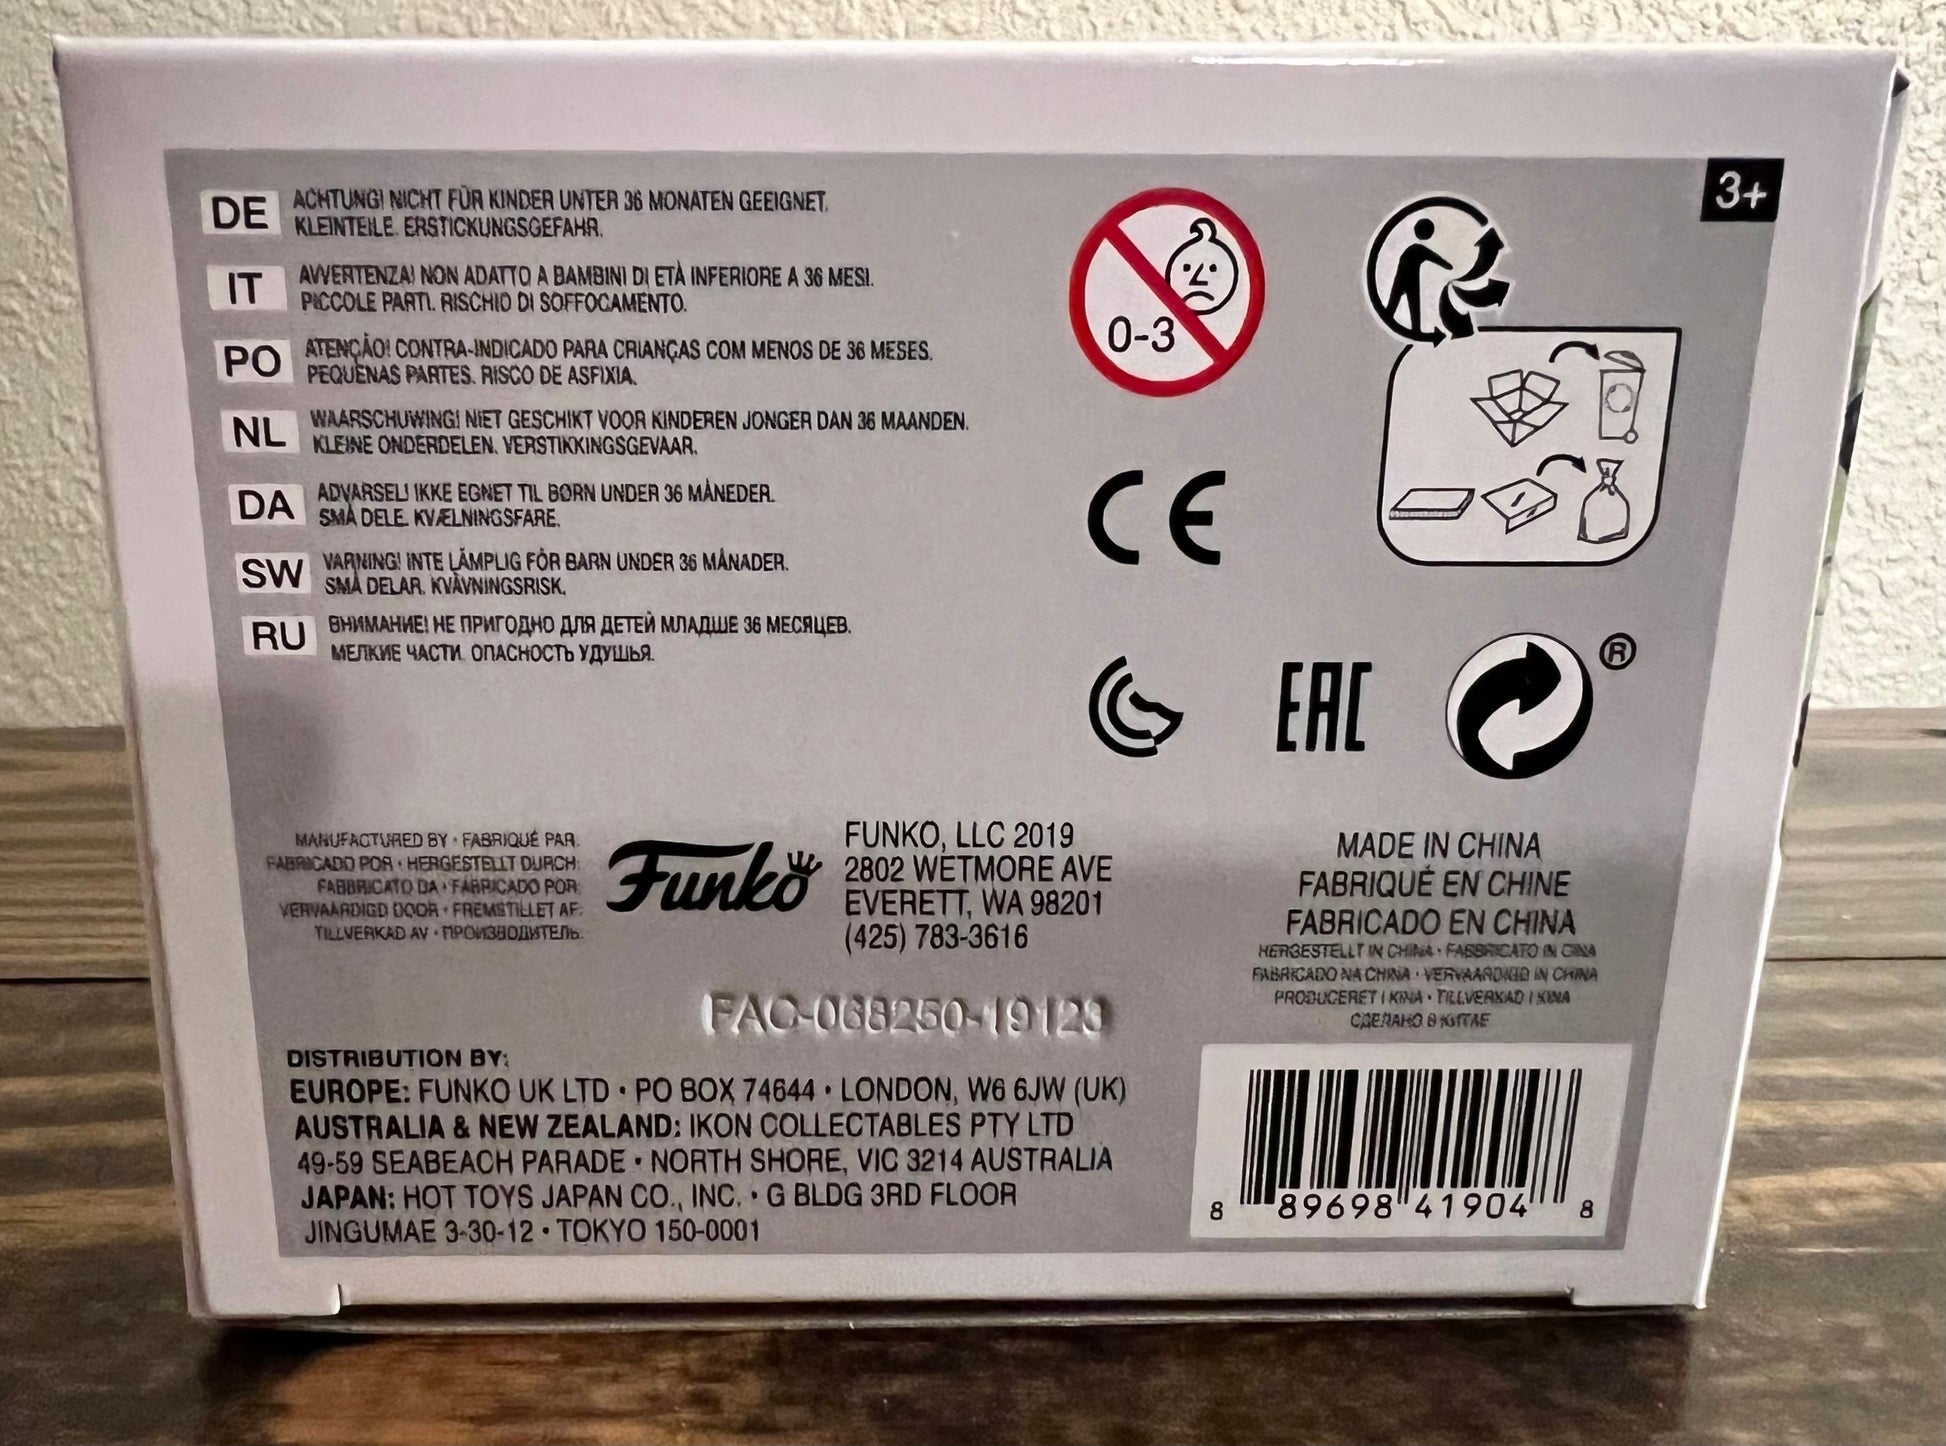 3+
DE
ACHTUNG! NICHT FÜR KINDER UNTER 36 MONATEN GEEIGNET.
KLEINTEILE. ERSTICKUNGSGEFAHR.
IT
AVVERTENZA! NON ADATTO A BAMBINI DI ETÀ INFERIORE A 36 MESI.
PICCOLE PARTI. RISCHIO DI SOFFOCAMENTO.
PO
ATENÇÃO! CONTRA-INDICADO PARA CRIANÇAS COM MENOS DE 36 MESES.
PEQUENAS PARTES. RISCO DE ASFIXIA.
NL
WAARSCHUWING! NIET GESCHIKT VOOR KINDEREN JONGER DAN 36 MAANDEN.
KLEINE ONDERDELEN. VERSTIKKINGSGEVAAR.
DA
ADVARSEL! IKKE EGNET TIL BØRN UNDER 36 MÅNEDER.
SMÅ DELE. KVÆLNINGSFARE.
SW
VARNING! INTE LÄMPLIG FÖR BARN UNDER 36 MÅNADER.
SMÅ DELAR. KVÄVNINGSRISK.
RU
ВНИМАНИЕ! НЕ ПРИГОДНО ДЛЯ ДЕТЕЙ МЛАДШЕ 36 МЕСЯЦЕВ.
МЕЛКИЕ ЧАСТИ. ОПАСНОСТЬ УДУШЬЯ.
0-3
CE
EAC
®
MANUFACTURED BY • FABRIQUÉ PAR:
FABRICADO POR • HERGESTELLT DURCH:
FABBRICATO DA • FABRICADO POR:
VERVAARDIGD DOOR • FREMSTILLET AF:
TILLVERKAD AV • ПРОИЗВОДИТЕЛЬ:
Funko
FUNKO, LLC 2019
2802 WETMORE AVE
EVERETT, WA 98201
(425) 783-3616
MADE IN CHINA
FABRIQUÉ EN CHINE
FABRICADO EN CHINA
HERGESTELLT IN CHINA • FABBRICATO IN CINA
FABRICADO NA CHINA • VERVAARDIGD IN CHINA
PRODUCERET I KINA • TILLVERKAD I KINA
СДЕЛАНО В КИТАЕ
FAC-068250-19123
DISTRIBUTION BY:
EUROPE: FUNKO UK LTD • PO BOX 74644 • LONDON, W6 6JW (UK)
AUSTRALIA & NEW ZEALAND: IKON COLLECTABLES PTY LTD
49-59 SEABEACH PARADE • NORTH SHORE, VIC 3214 AUSTRALIA
JAPAN: HOT TOYS JAPAN CO., INC. • G BLDG 3RD FLOOR
JINGUMAE 3-30-12 • TOKYO 150-0001
8 89698 41904 8